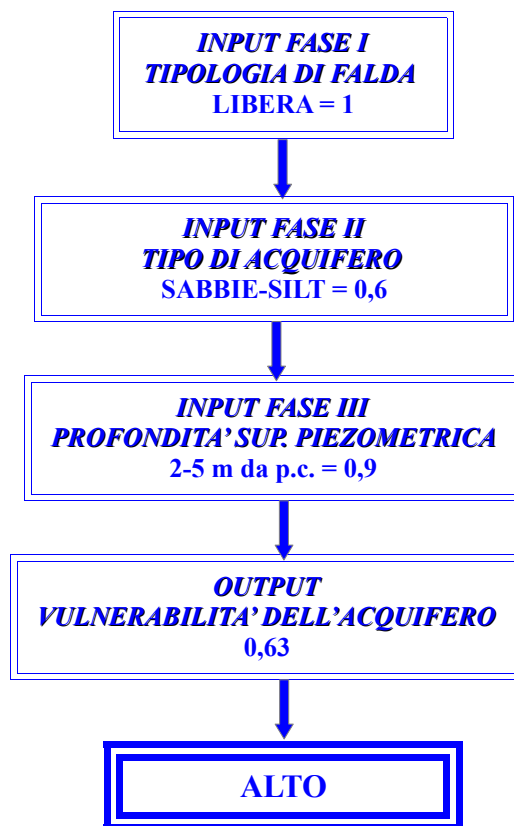 INPUT FASE I
TIPOLOGIA DI FALDA
LIBERA = 1
INPUT FASE II
TIPO DI ACQUIFERO
SABBIE-SILT = 0,6
INPUT FASE III
PROFONDITA’ SUP. PIEZOMETRICA
2-5 m da p.c. = 0,9
OUTPUT
VULNERABILITA’ DELL’ACQUIFERO
0,63
ALTO